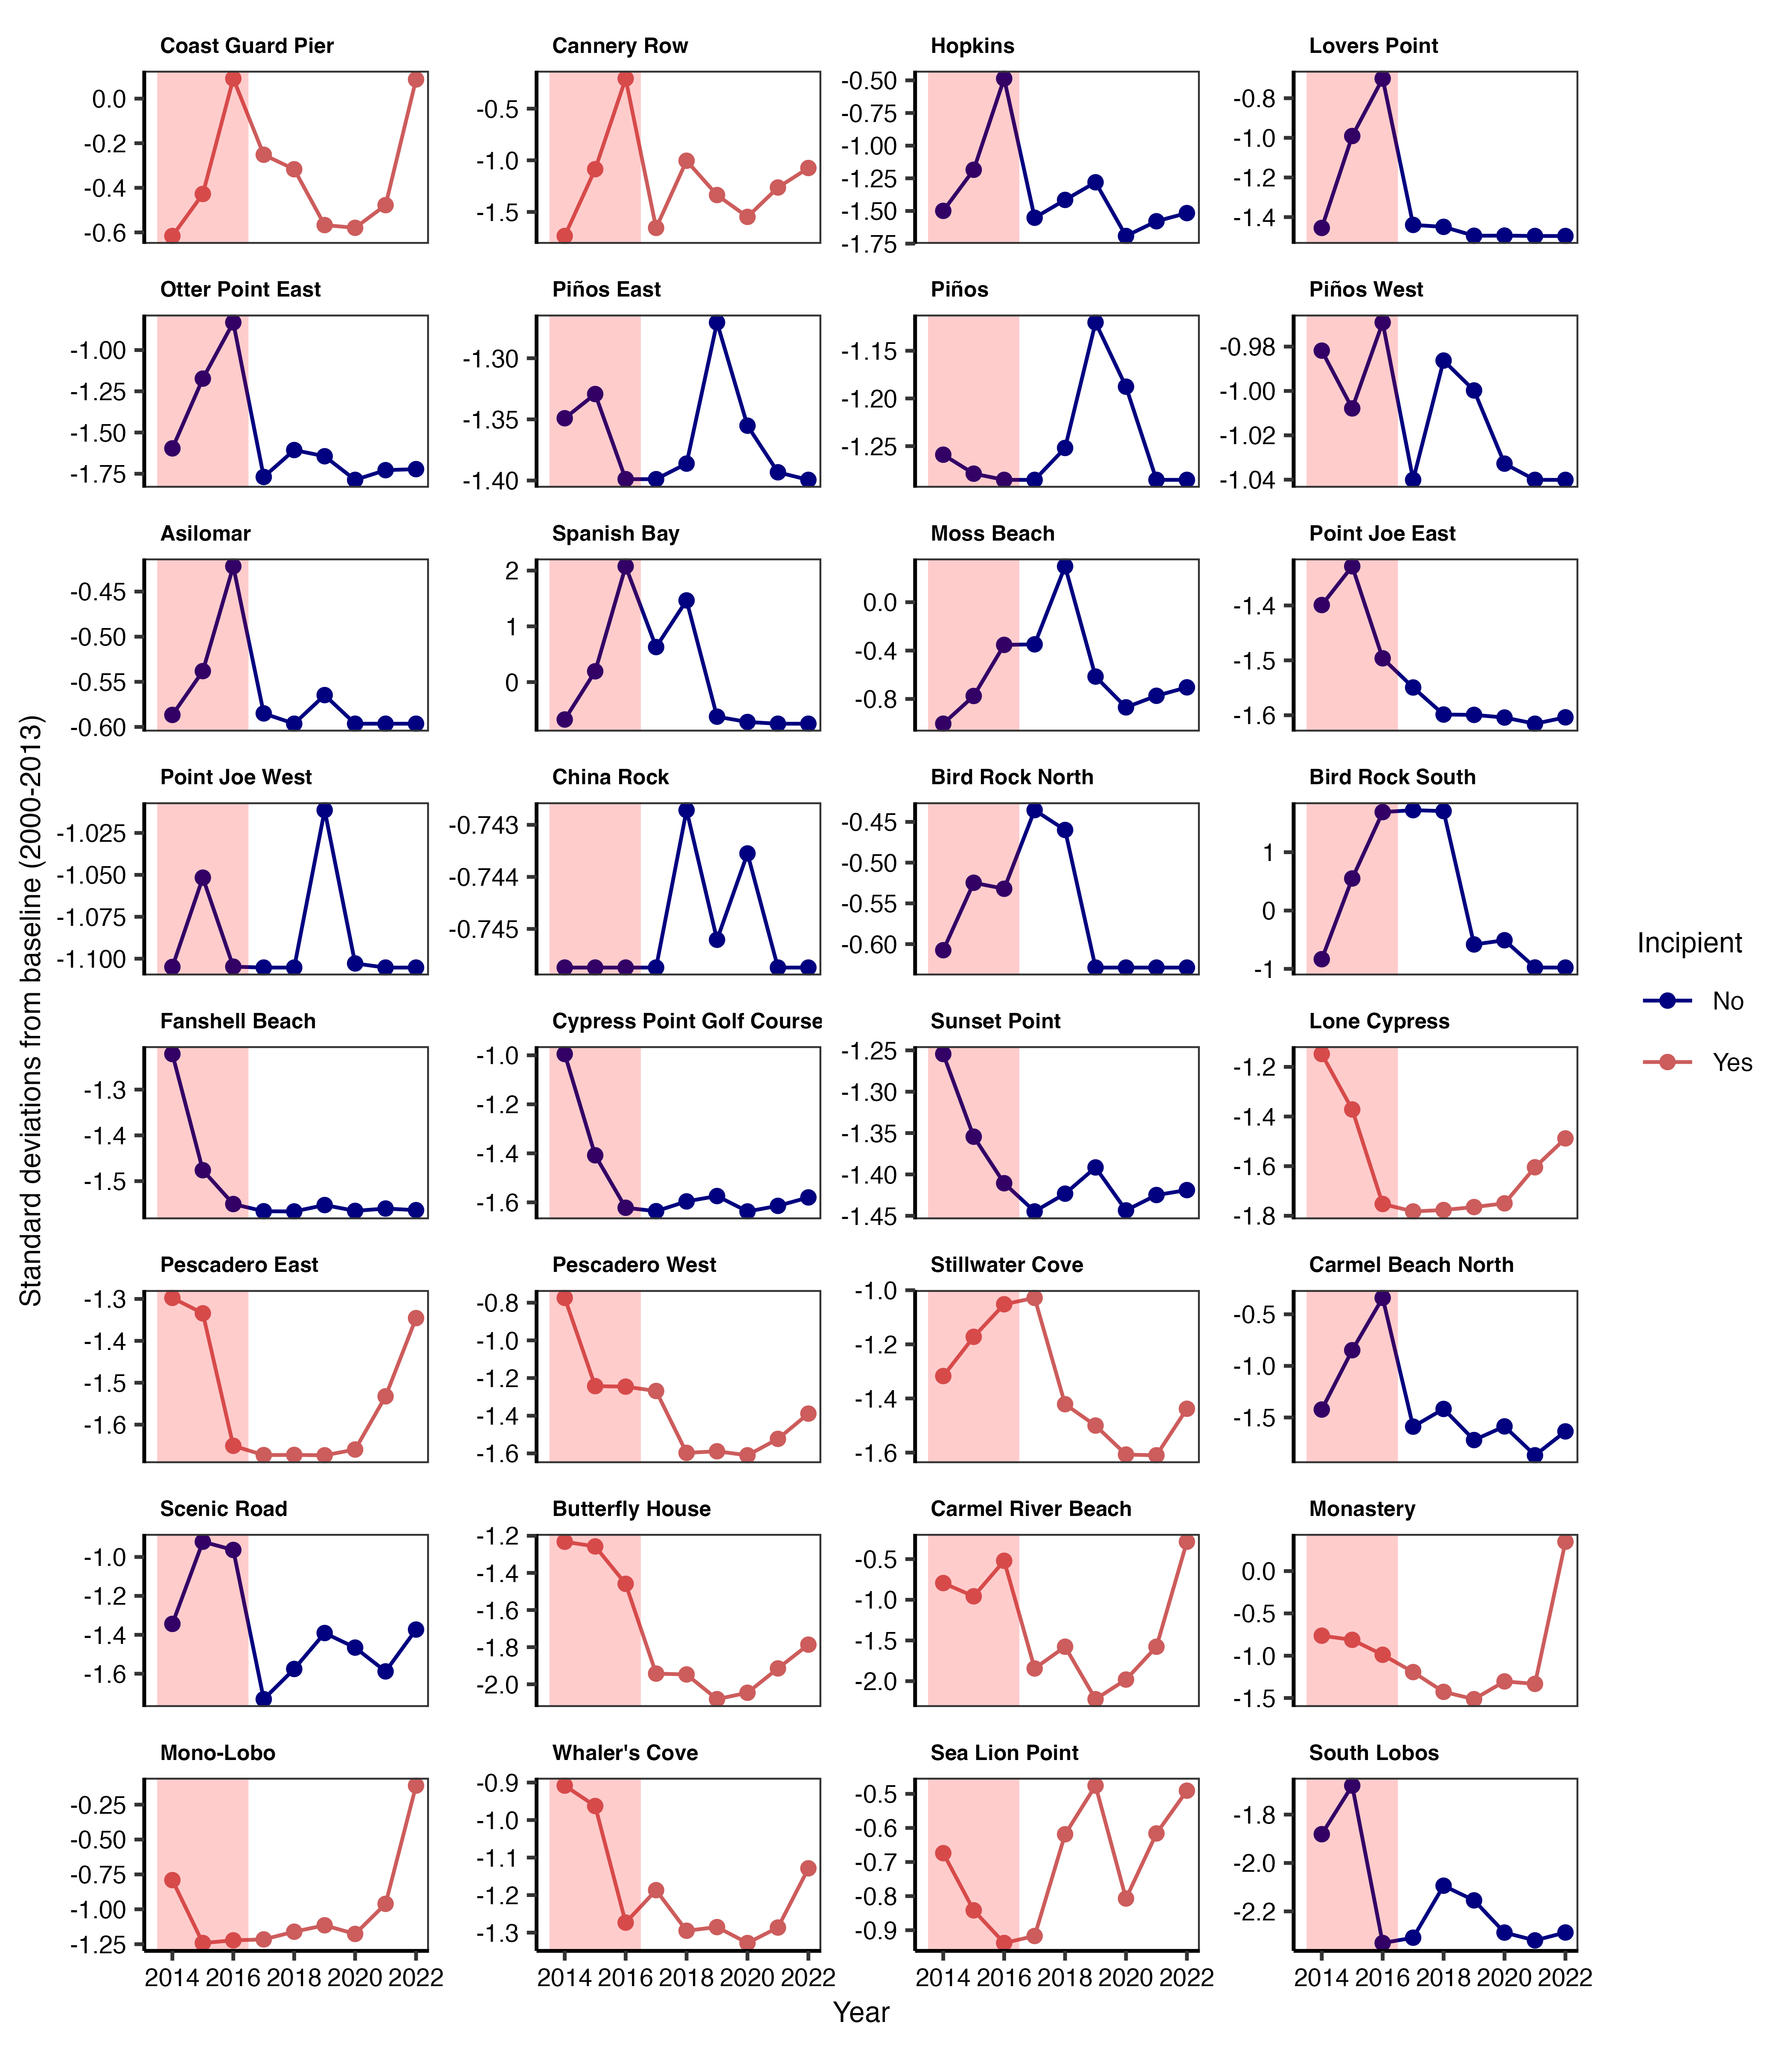 Coast Guard Pier Cannery Row Hopkins Lovers Point
0.0 -0.2 -0.4 -0.6
-0.5 -1.0 -1.5
-0.50 -0.75 -1.00 -1.25 -1.50 -1.75
-0.8 -1.0 -1.2 -1.4
Otter Point East Piños East Piños Piños West
-1.00 -1.25 -1.50 -1.75
-1.30 -1.35 -1.40
-1.15 -1.20 -1.25
-0.98 -1.00 -1.02 -1.04
Asilomar Spanish Bay Moss Beach Point Joe East
-0.45 -0.50 -0.55 -0.60
2 1 0
0.0 -0.4 -0.8
-1.4 -1.5 -1.6
Point Joe West China Rock Bird Rock North Bird Rock South
-1.025 -1.050 -1.075 -1.100
-0.743 -0.744 -0.745
-0.45 -0.50 -0.55 -0.60
1 0 -1
Fanshell Beach Cypress Point Golf Course Sunset Point Lone Cypress
-1.3 -1.4 -1.5
-1.0 -1.2 -1.4 -1.6
-1.25 -1.30 -1.35 -1.40 -1.45
-1.2 -1.4 -1.6 -1.8
Pescadero East Pescadero West Stillwater Cove Carmel Beach North
-1.3 -1.4 -1.5 -1.6
-0.8 -1.0 -1.2 -1.4 -1.6
-1.0 -1.2 -1.4 -1.6
-0.5 -1.0 -1.5
Scenic Road Butterfly House Carmel River Beach Monastery
-1.0 -1.2 -1.4 -1.6
-1.2 -1.4 -1.6 -1.8 -2.0
-0.5 -1.0 -1.5 -2.0
0.0 -0.5 -1.0 -1.5
Mono-Lobo Whaler's Cove Sea Lion Point South Lobos
-0.25 -0.50 -0.75 -1.00 -1.25
-0.9 -1.0 -1.1 -1.2 -1.3
-0.5 -0.6 -0.7 -0.8 -0.9
-1.8 -2.0 -2.2
2014 2016 2018 2020 2022 2014 2016 2018 2020 2022 2014 2016 2018 2020 2022 2014 2016 2018 2020 2022
Year
Standard deviations from baseline (2000-2013)
Incipient
No
Yes